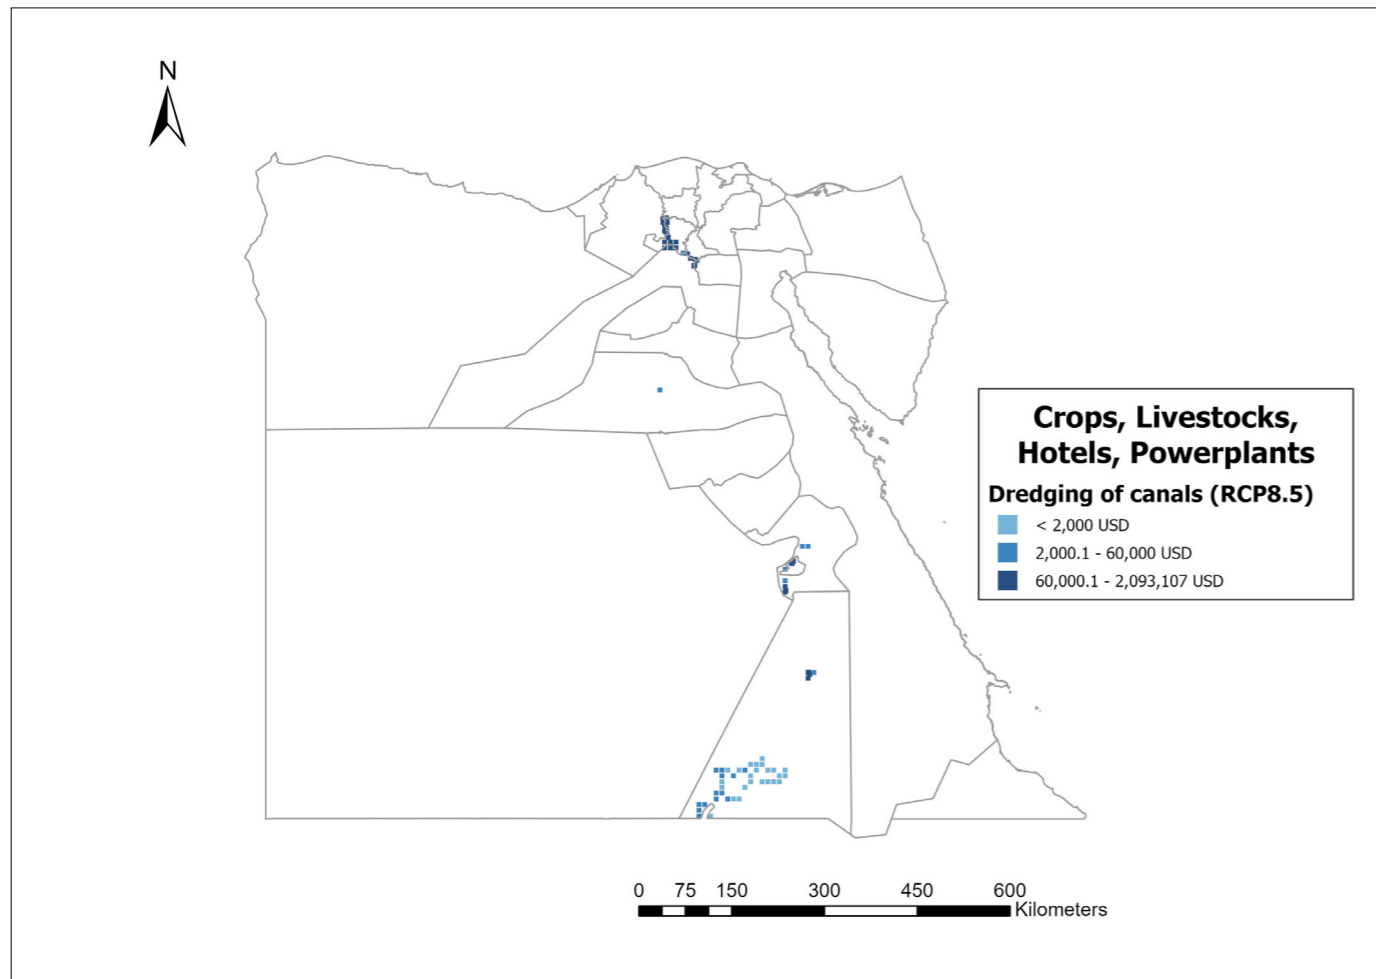 N
Crops, Livestocks,
Hotels, Powerplants
Dredging of canals (RCP8.5)
< 2,000 USD
2,000.1 - 60,000 USD
60,000.1 - 2,093,107 USD
0 75 150 300 450 600
Kilometers